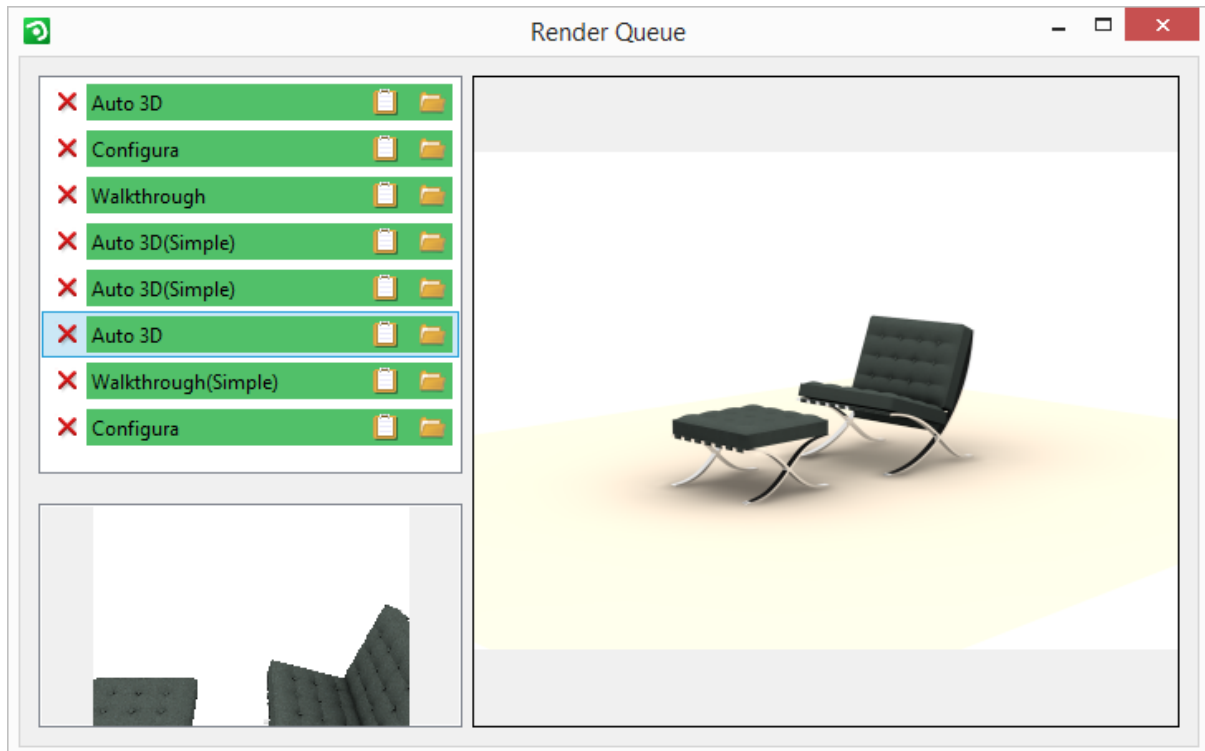 Render Queue
Auto 3D
Configura
Walkthrough
Auto 3D(Simple)
Auto 3D(Simple)
Auto 3D
Walkthrough(Simple)
Configura